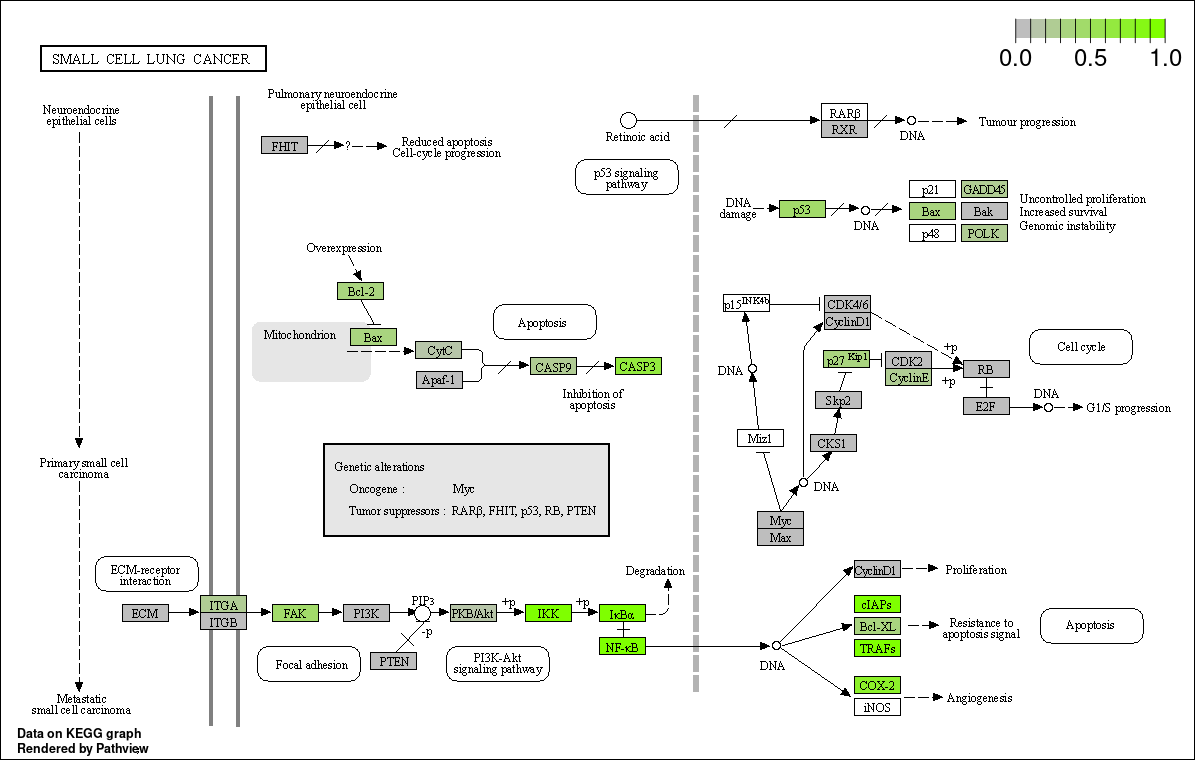 SMALL CELL LUNG CANCER
0.0 0.5 1.0
Neuroendocrine
epithelial cells
Pulmonary neuroendocrine
epithelial cell
FHIT
?
Reduced apoptosis
Cell-cycle progression
Retinoic acid
RARβ
RXR
DNA
Tumour progression
p53 signaling
pathway
DNA
damage
p53
DNA
p21
GADD45
Bax
Bak
p48
POLK
Uncontrolled proliferation
Increased survival
Genomic instability
Overexpression
Bcl-2
Mitochondrion
Bax
Apoptosis
CytC
Apaf-1
CASP9
CASP3
Inhibition of
apoptosis
p15INK4b
CDK4/6
CyclinD1
DNA
p27 Kip1
CDK2
CyclinE
+p
+p
RB
Cell cycle
Skp2
E2F
DNA
G1/S progression
Miz1
CKS1
DNA
Myc
Max
Primary small cell
carcinoma
Genetic alterations
Oncogene : Myc
Tumor suppressors : RARβ, FHIT, p53, RB, PTEN
ECM-receptor
interaction
ECM
ITGA
ITGB
FAK
PI3K
PIP3
-p
PTEN
PKB/Akt
+p
IKK
+p
IκBα
NF-κB
Degradation
Focal adhesion
PI3K-Akt
signaling pathway
DNA
CyclinD1
Proliferation
cIAPs
Bcl-XL
TRAFs
Resistance to
apoptosis signal
Apoptosis
COX-2
iNOS
Angiogenesis
Metastatic
small cell carcinoma
Data on KEGG graph
Rendered by Pathview